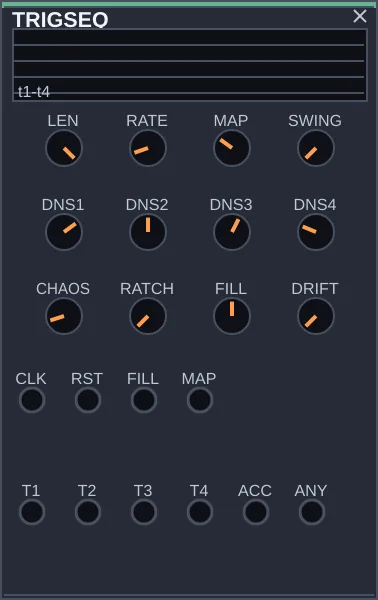 TRIGSEQ
t1-t4
LEN RATE MAP SWING
DNS1 DNS2 DNS3 DNS4
CHAOS RATCH FILL DRIFT
CLK RST FILL MAP
T1 T2 T3 T4 ACC ANY